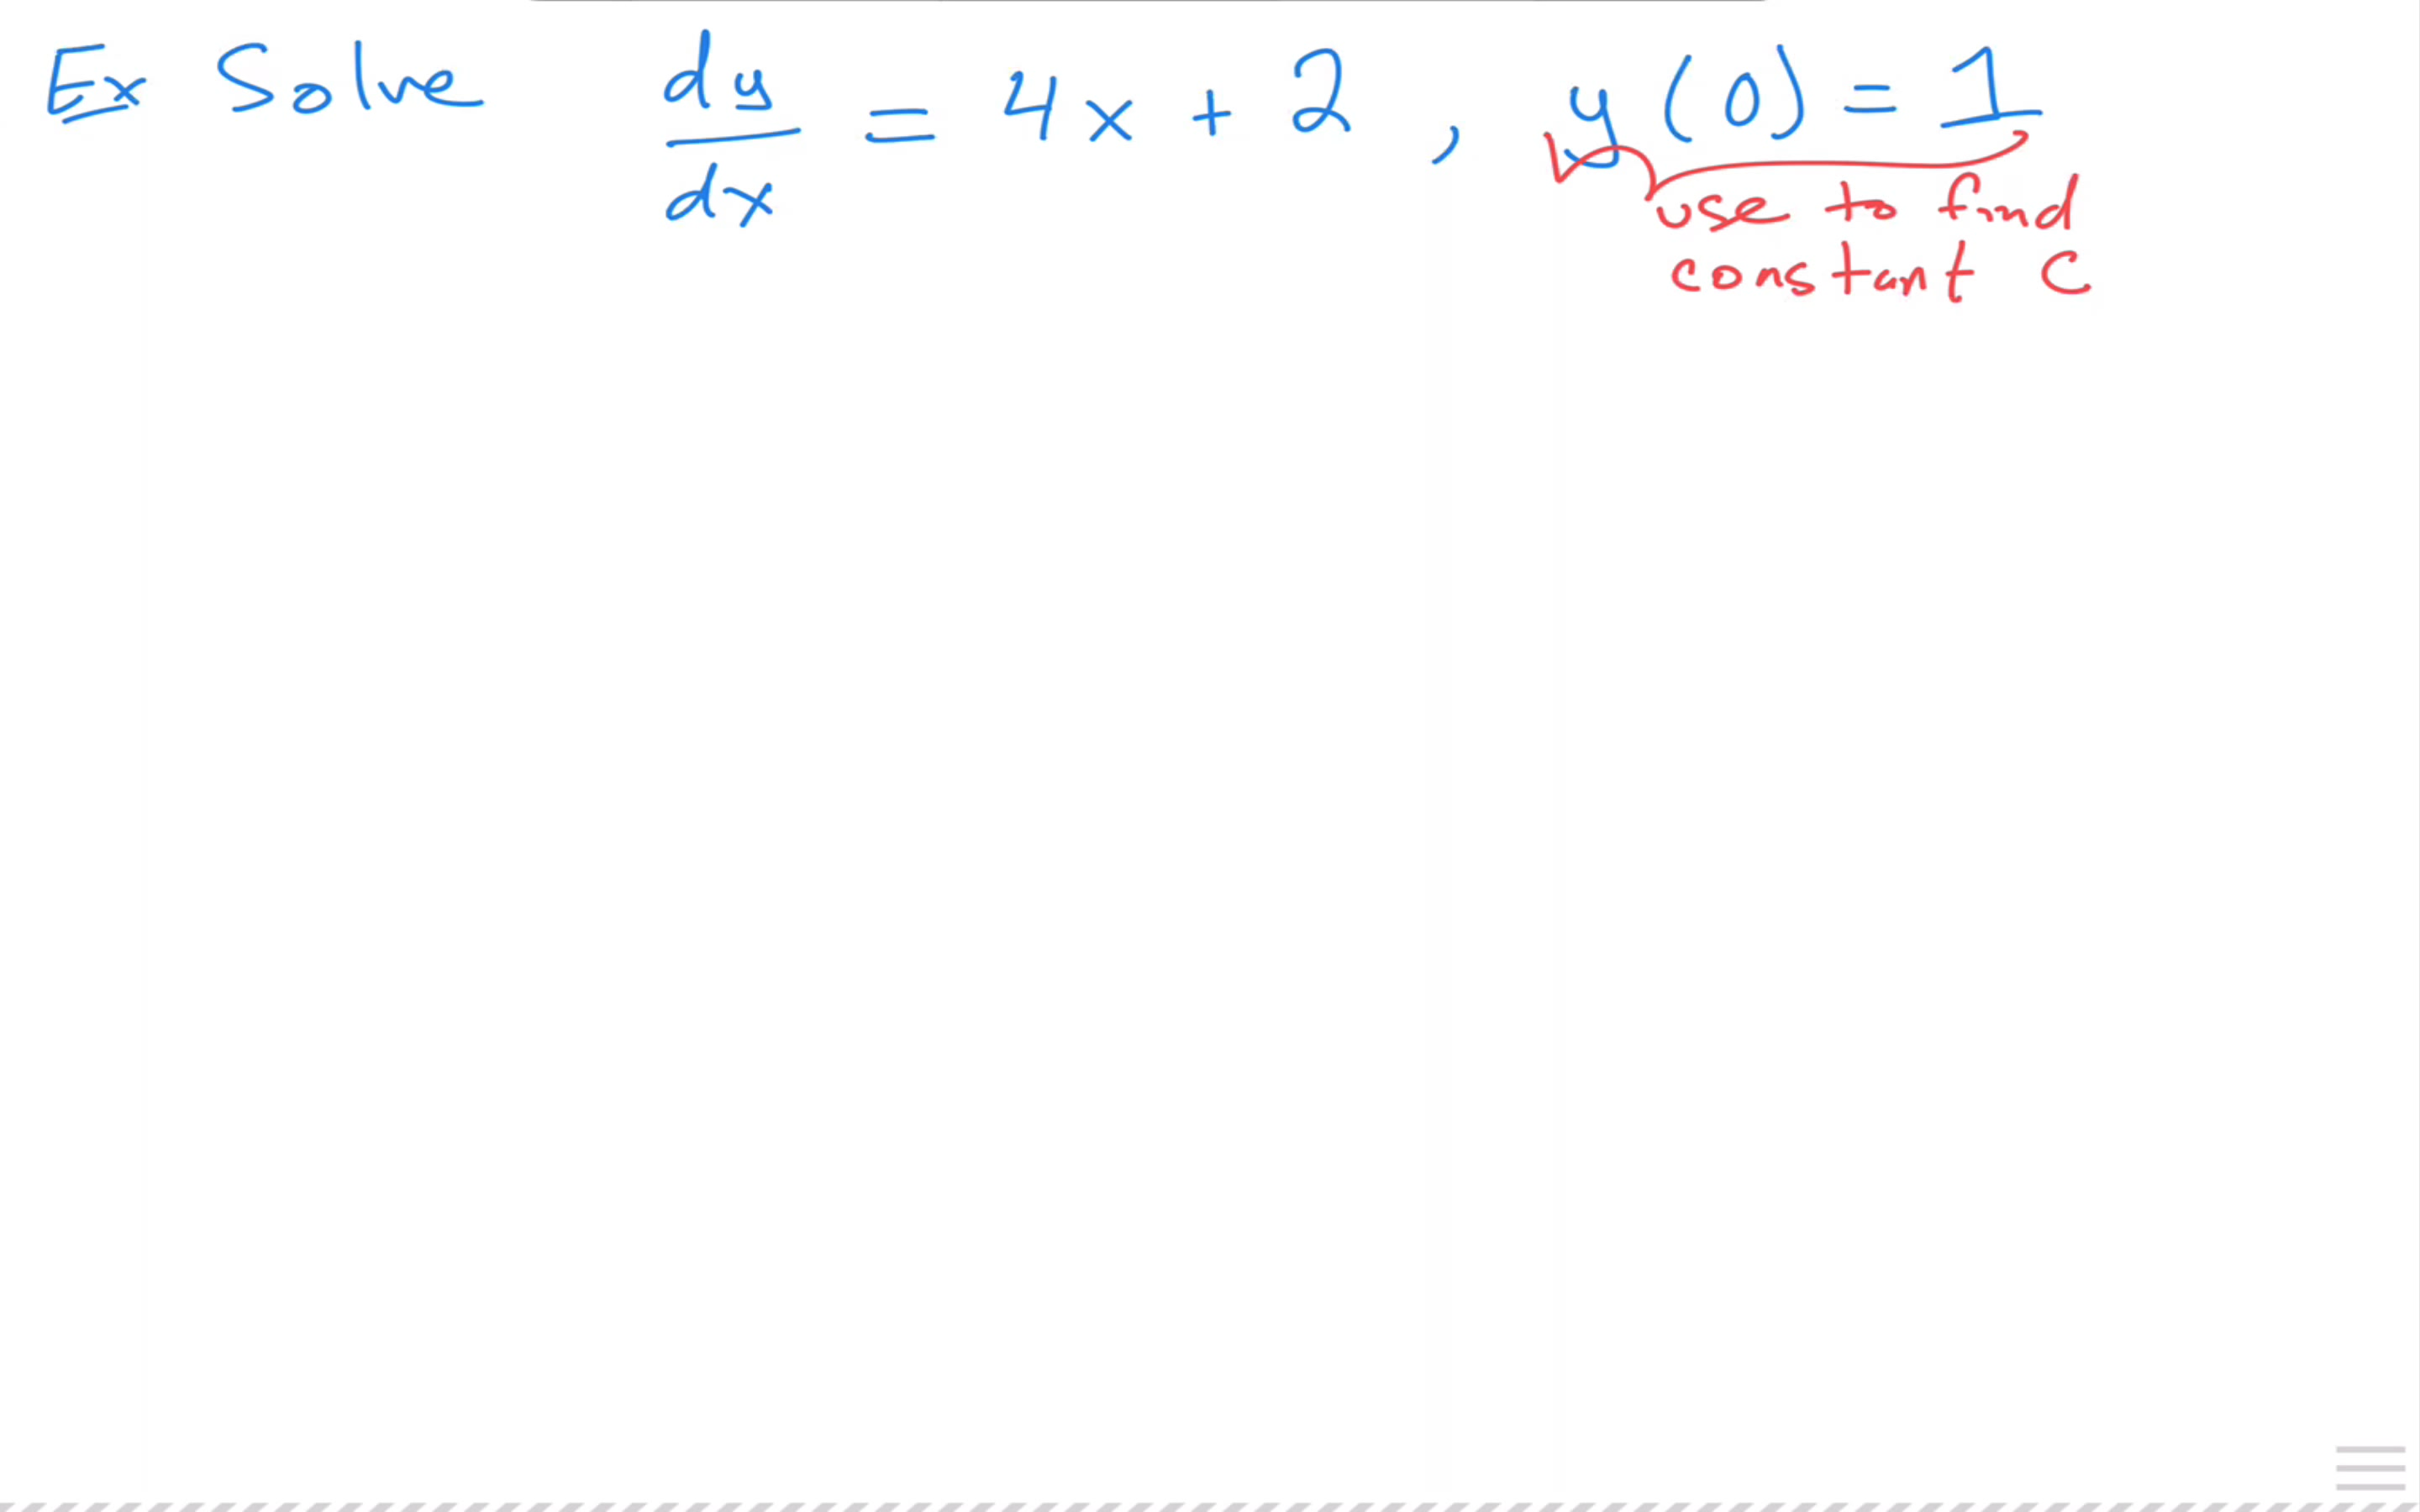 Ex Solve dy/dx = 4x + 2 , y(0) = 1
use to find
constant C